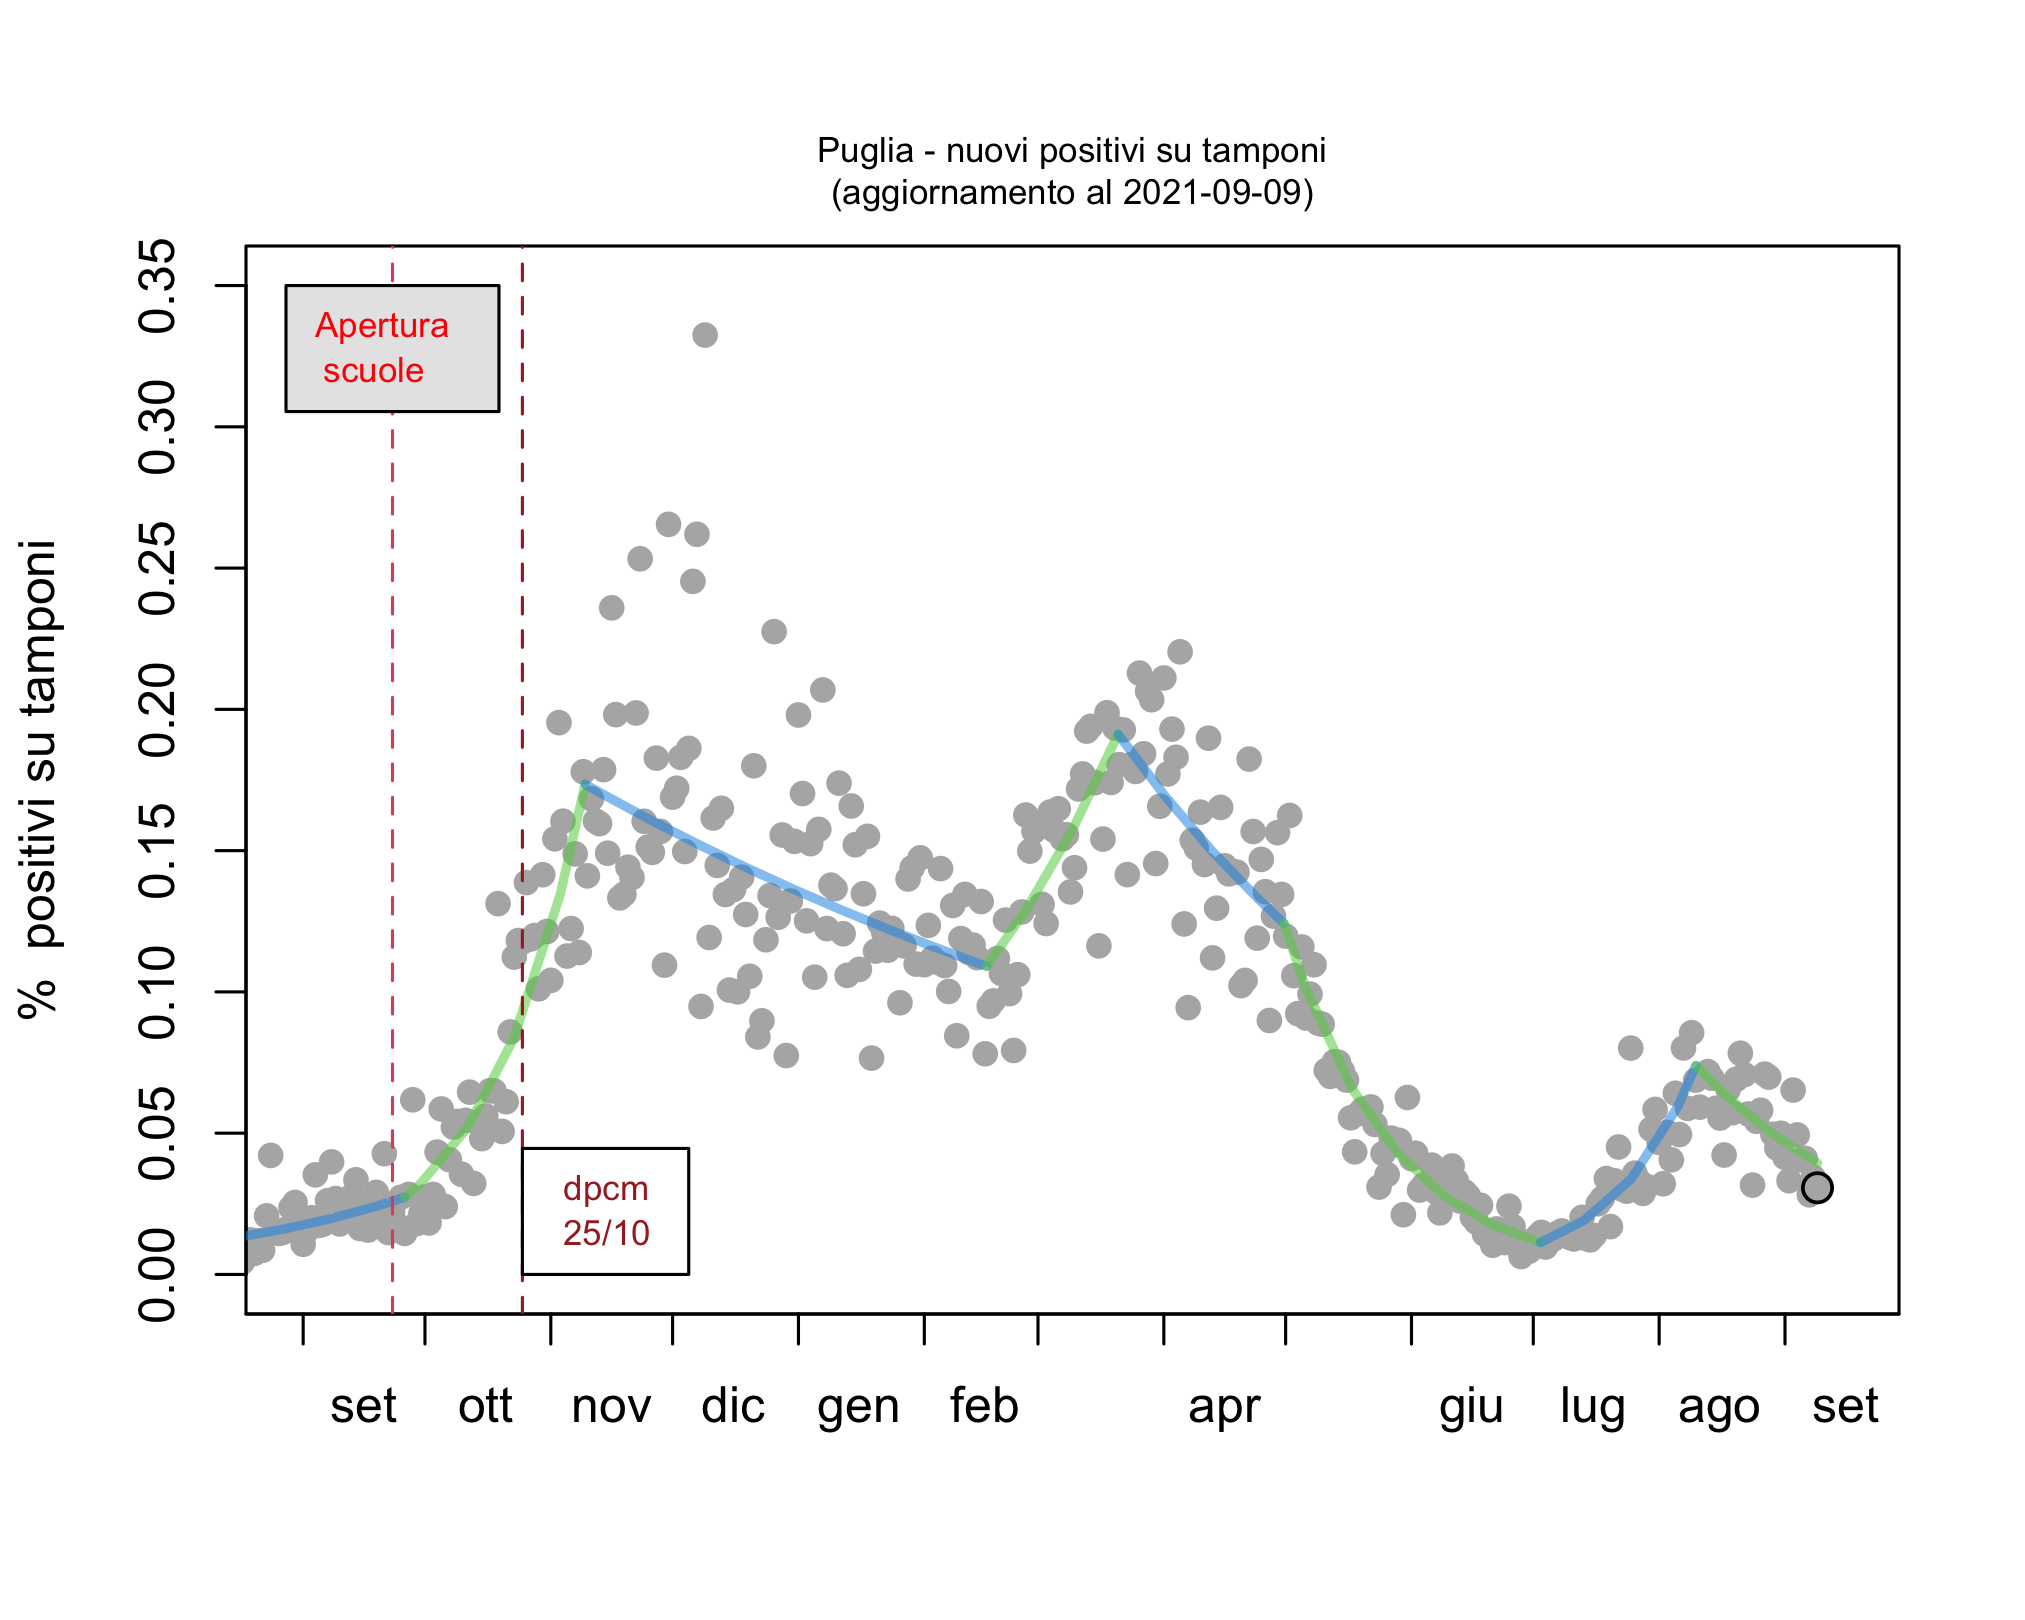 Puglia - nuovi positivi su tamponi
(aggiornamento al 2021-09-09)
% positivi su tamponi
0.35
0.30
0.25
0.20
0.15
0.10
0.05
0.00
Apertura
scuole
dpcm
25/10
set ott nov dic gen feb apr giu lug ago set